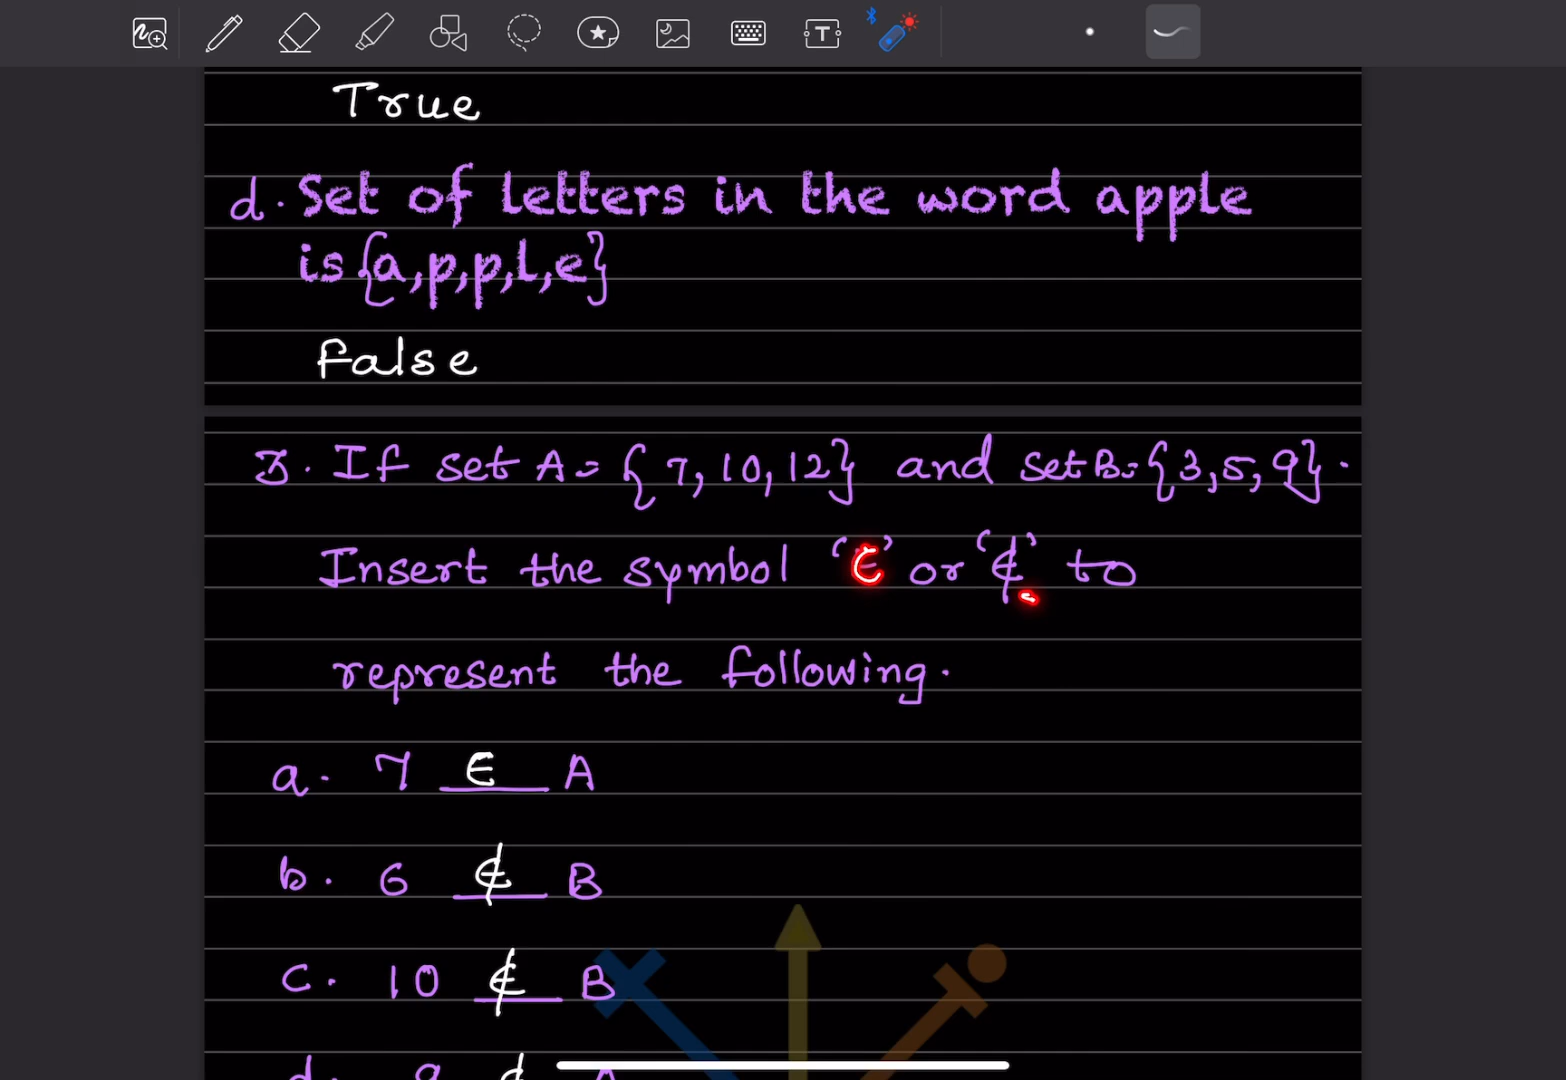 True
d. Set of letters in the word apple
is {a,p,p,l,e}
False
3. If set A = {7, 10, 12} and set B = {3, 5, 9}.
Insert the symbol '∈' or '∉' to
represent the following.
a. 7 ∈ A
b. 6 ∉ B
c. 10 ∉ B
d. 9 ∉ A